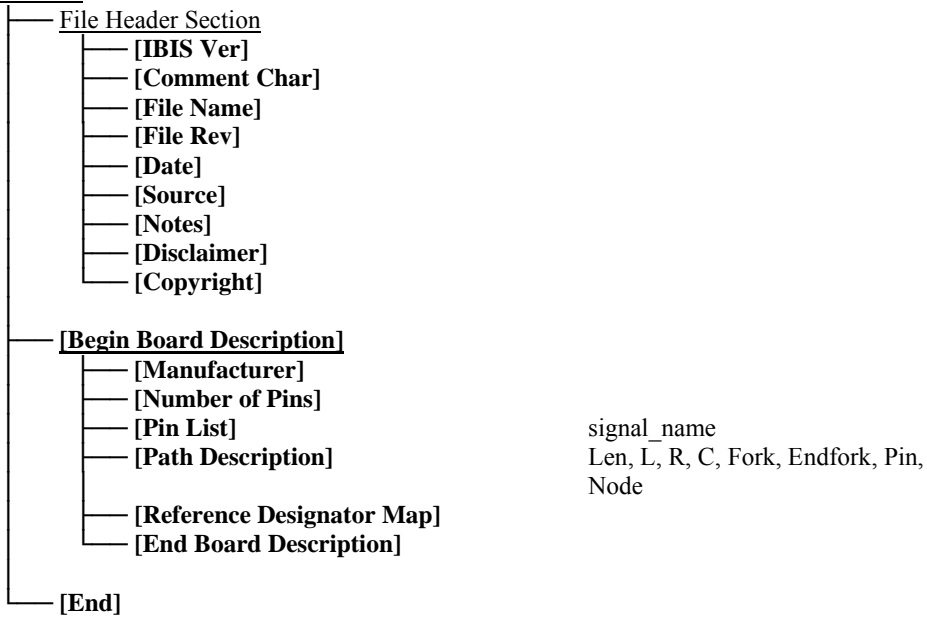 File Header Section
[IBIS Ver]
[Comment Char]
[File Name]
[File Rev]
[Date]
[Source]
[Notes]
[Disclaimer]
[Copyright]
[Begin Board Description]
[Manufacturer]
[Number of Pins]
[Pin List] signal_name
[Path Description] Len, L, R, C, Fork, Endfork, Pin,
Node
[Reference Designator Map]
[End Board Description]
[End]